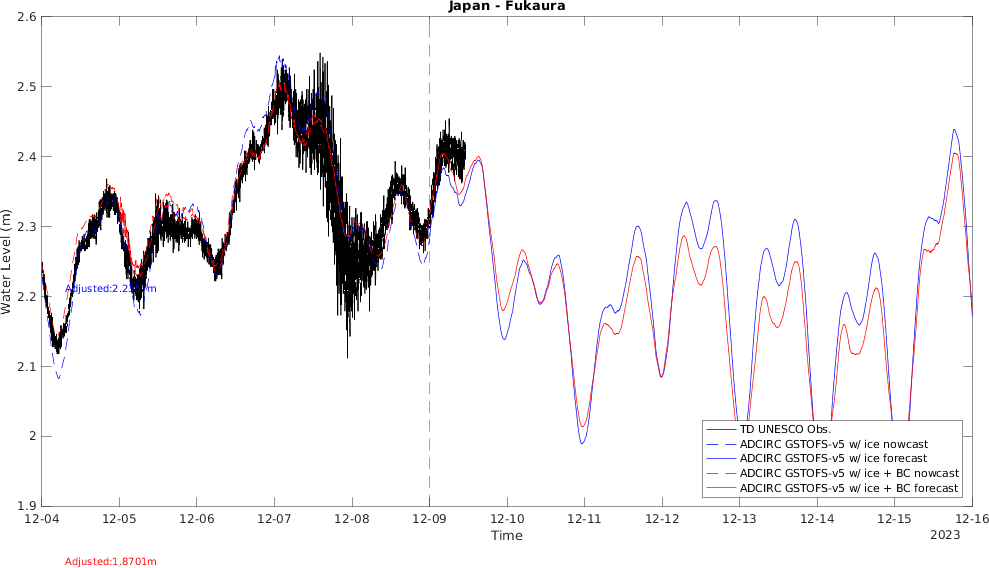 Japan - Fukaura
2.6
2.5
2.4
2.3
2.2
2.1
2
1.9
Water Level (m)
12-04 12-05 12-06 12-07 12-08 12-09 12-10 12-11 12-12 12-13 12-14 12-15 12-16
Time
2023
TD UNESCO Obs.
ADCIRC GSTOFS-v5 w/ ice nowcast
ADCIRC GSTOFS-v5 w/ ice forecast
ADCIRC GSTOFS-v5 w/ ice + BC nowcast
ADCIRC GSTOFS-v5 w/ ice + BC forecast
Adjusted:1.8701m